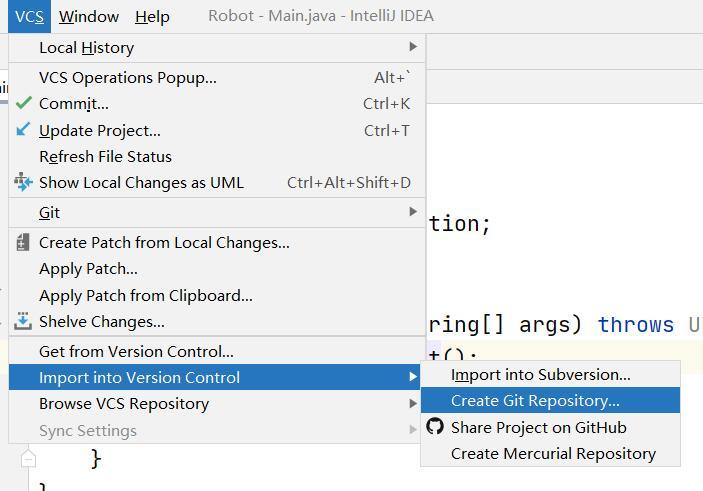 VCS Window Help Robot - Main.java - IntelliJ IDEA
Local History
VCS Operations Popup... Alt+`
Commit... Ctrl+K
Update Project... Ctrl+T
Refresh File Status
Show Local Changes as UML Ctrl+Alt+Shift+D
Git
tion;
Create Patch from Local Changes...
Apply Patch...
Apply Patch from Clipboard...
Shelve Changes...
ring[] args) throws U
Get from Version Control...
t();
Import into Version Control
Import into Subversion...
Create Git Repository...
Browse VCS Repository
Share Project on GitHub
Sync Settings
Create Mercurial Repository
}
}